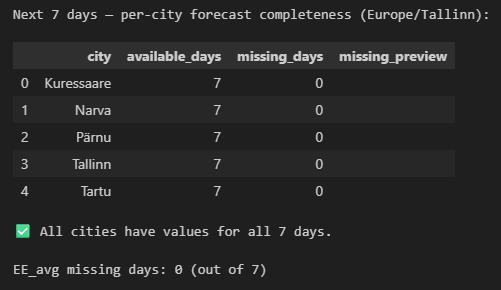 Next 7 days — per-city forecast completeness (Europe/Tallinn):
city available_days missing_days missing_preview
0 Kuressaare 7 0
1 Narva 7 0
2 Pärnu 7 0
3 Tallinn 7 0
4 Tartu 7 0
✅ All cities have values for all 7 days.
EE_avg missing days: 0 (out of 7)